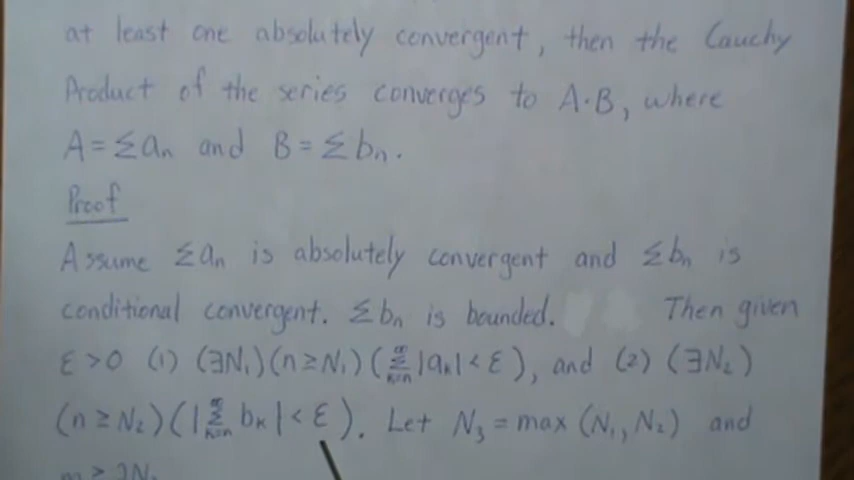 at least one absolutely convergent, then the Cauchy
Product of the series converges to A·B, where
A = Σaₙ and B = Σbₙ.
Proof
Assume Σaₙ is absolutely convergent and Σbₙ is
conditional convergent. Σbₙ is bounded. Then given
ε > 0 (1) (∃N₁)(n ≥ N₁)(∑_{k=n}^{∞} |aₖ| < ε), and (2) (∃N₂)
(n ≥ N₂)(|∑_{k=n}^{∞} bₖ| < ε). Let N₃ = max (N₁, N₂) and